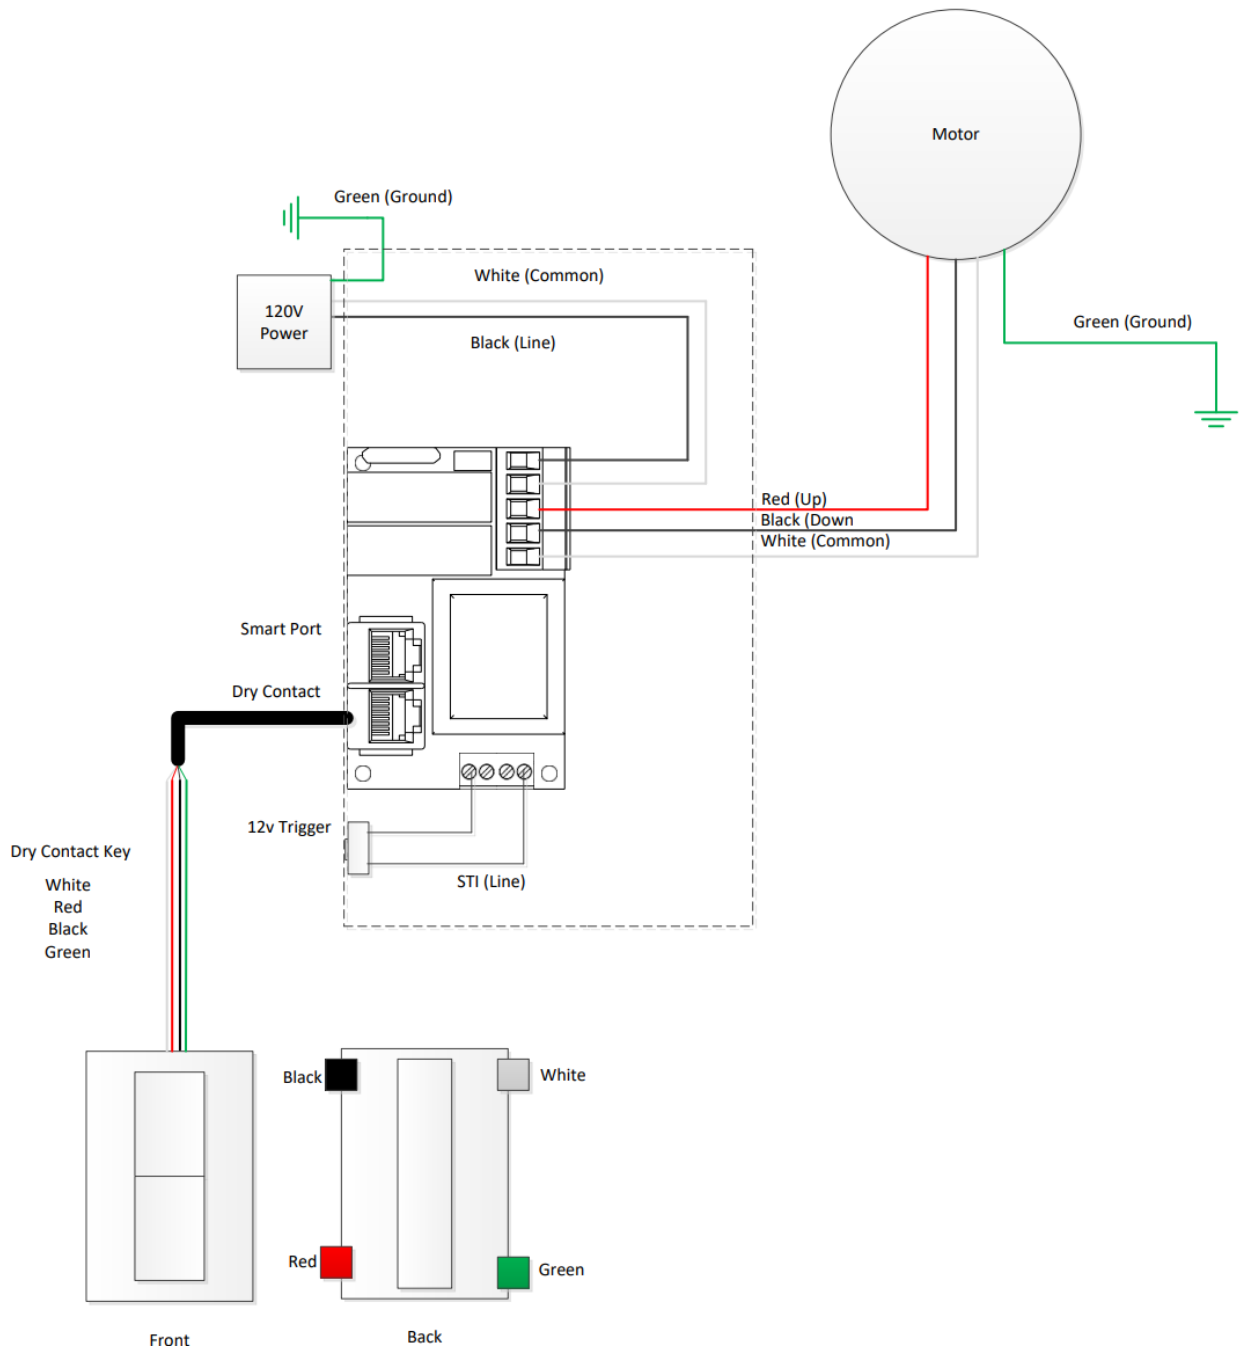 Motor
Green (Ground)
White (Common)
120V
Power
Green (Ground)
Black (Line)
Red (Up)
Black (Down
White (Common)
Smart Port
Dry Contact
12v Trigger
Dry Contact Key
STI (Line)
White
Red
Black
Green
Black
White
Red
Green
Front
Back